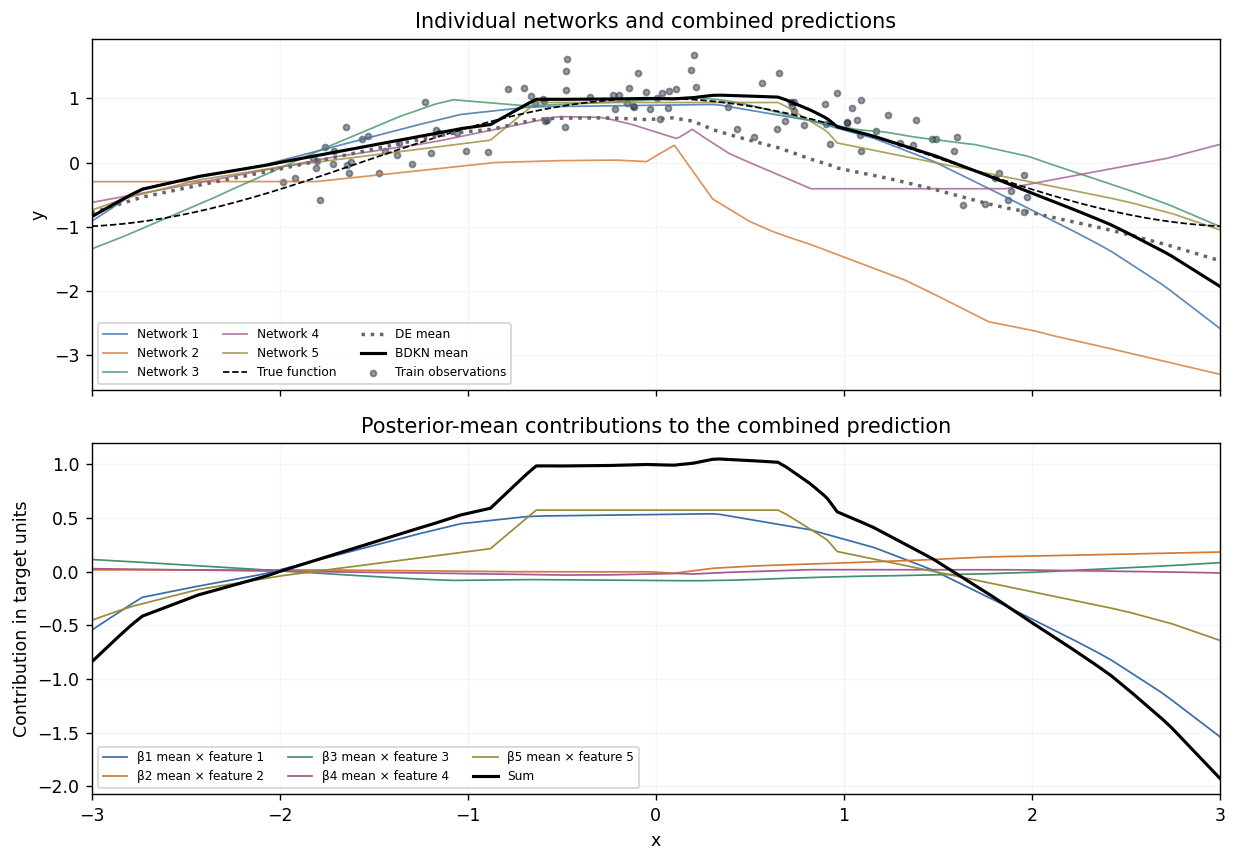 Individual networks and combined predictions
1
0
−1
−2
−3
y
Network 1
Network 2
Network 3
Network 4
Network 5
True function
DE mean
BDKN mean
Train observations
Posterior-mean contributions to the combined prediction
1.0
0.5
0.0
−0.5
−1.0
−1.5
−2.0
Contribution in target units
β1 mean × feature 1
β2 mean × feature 2
β3 mean × feature 3
β4 mean × feature 4
β5 mean × feature 5
Sum
−3 −2 −1 0 1 2 3
x